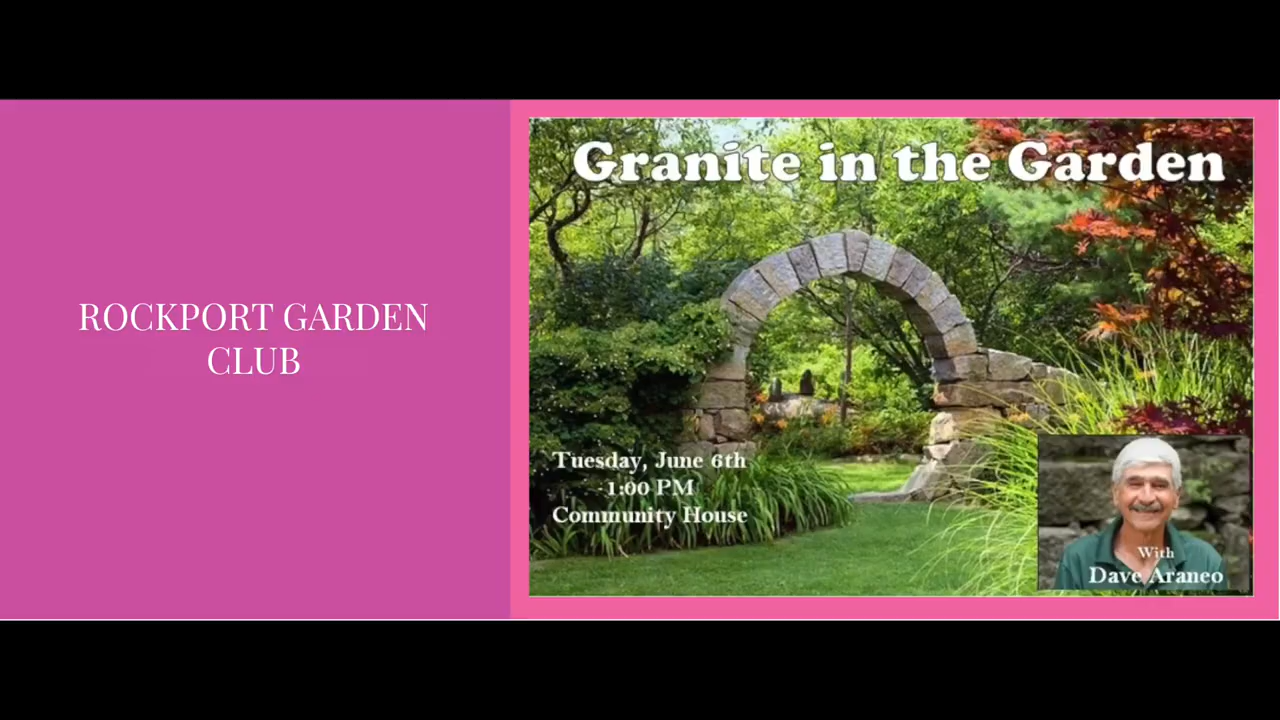 ROCKPORT GARDEN
CLUB
Granite in the Garden
Tuesday, June 6th
1:00 PM
Community House
With
Dave Araneo